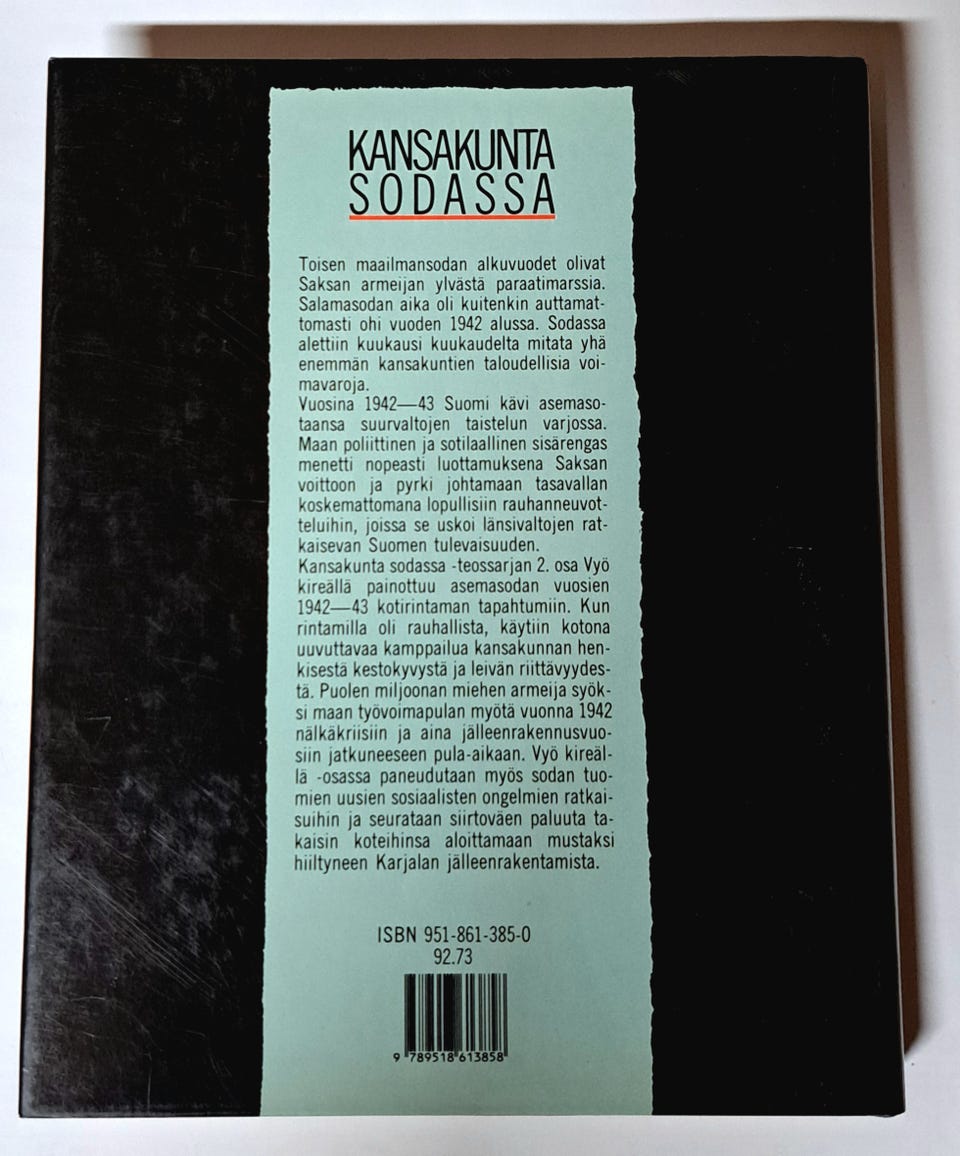 KANSAKUNTA
SODASSA
Toisen maailmansodan alkuvuodet olivat
Saksan armeijan ylvästä paraatimarssia.
Salamasodan aika oli kuitenkin auttamat-
tomasti ohi vuoden 1942 alussa. Sodassa
alettiin kuukausi kuukaudelta mitata yhä
enemmän kansakuntien taloudellisia voi-
mavaroja.
Vuosina 1942—43 Suomi kävi asemaso-
taansa suurvaltojen taistelun varjossa.
Maan poliittinen ja sotilaallinen sisärengas
menetti nopeasti luottamuksena Saksan
voittoon ja pyrki johtamaan tasavallan
koskemattomana lopullisiin rauhanneuvot-
teluihin, joissa se uskoi länsivaltojen rat-
kaisevan Suomen tulevaisuuden.
Kansakunta sodassa -teossarjan 2. osa Vyö
kireällä painottuu asemasodan vuosien
1942—43 kotirintaman tapahtumiin. Kun
rintamilla oli rauhallista, käytiin kotona
uuvuttavaa kamppailua kansakunnan hen-
kisestä kestokyvystä ja leivän riittävyydes-
tä. Puolen miljoonan miehen armeija syök-
si maan työvoimapulan myötä vuonna 1942
nälkäkriisiin ja aina jälleenrakennusvuo-
siin jatkuneeseen pula-aikaan. Vyö kireäl-
lä -osassa paneudutaan myös sodan tuo-
mien uusien sosiaalisten ongelmien ratkai-
suihin ja seurataan siirtoväen paluuta ta-
kaisin koteihinsa aloittamaan mustaksi
hiiltyneen Karjalan jälleenrakentamista.
ISBN 951-861-385-0
92.73
9 789518 613858